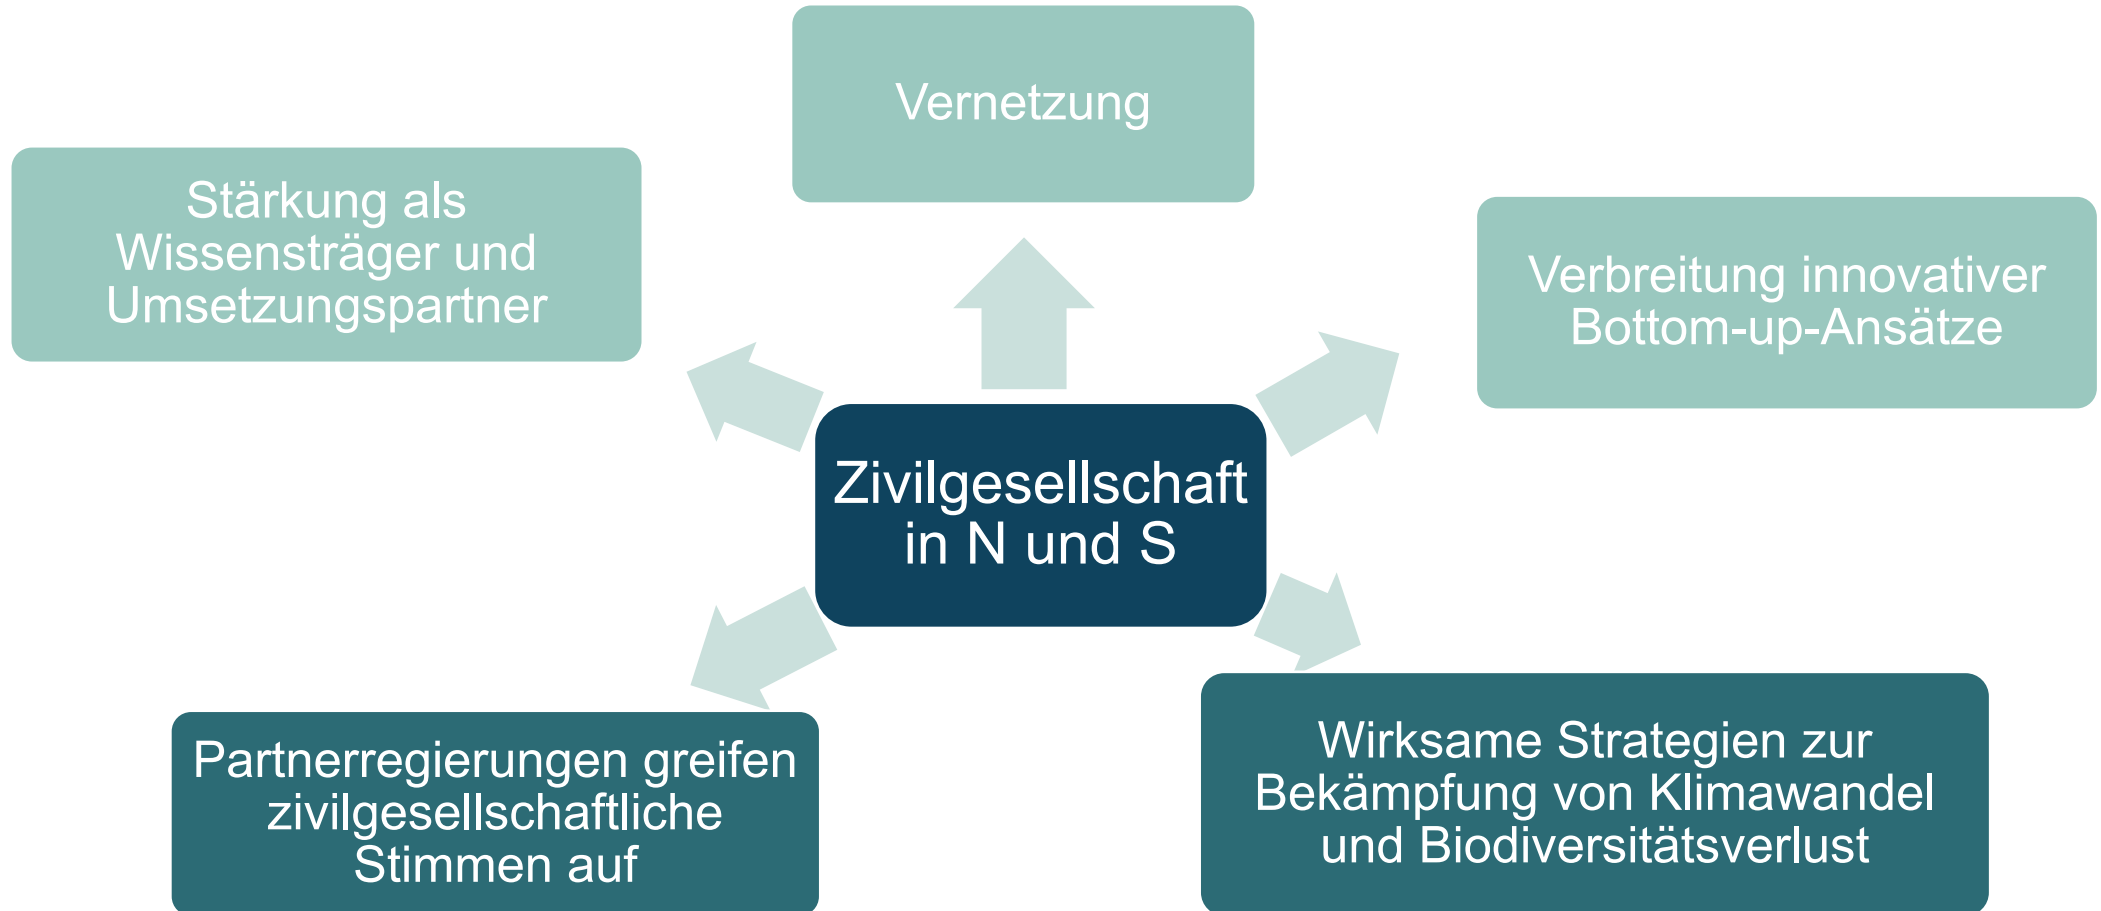 Vernetzung
Stärkung als
Wissensträger und
Umsetzungspartner
Verbreitung innovativer
Bottom-up-Ansätze
Zivilgesellschaft
in N und S
Partnerregierungen greifen
zivilgesellschaftliche
Stimmen auf
Wirksame Strategien zur
Bekämpfung von Klimawandel
und Biodiversitätsverlust